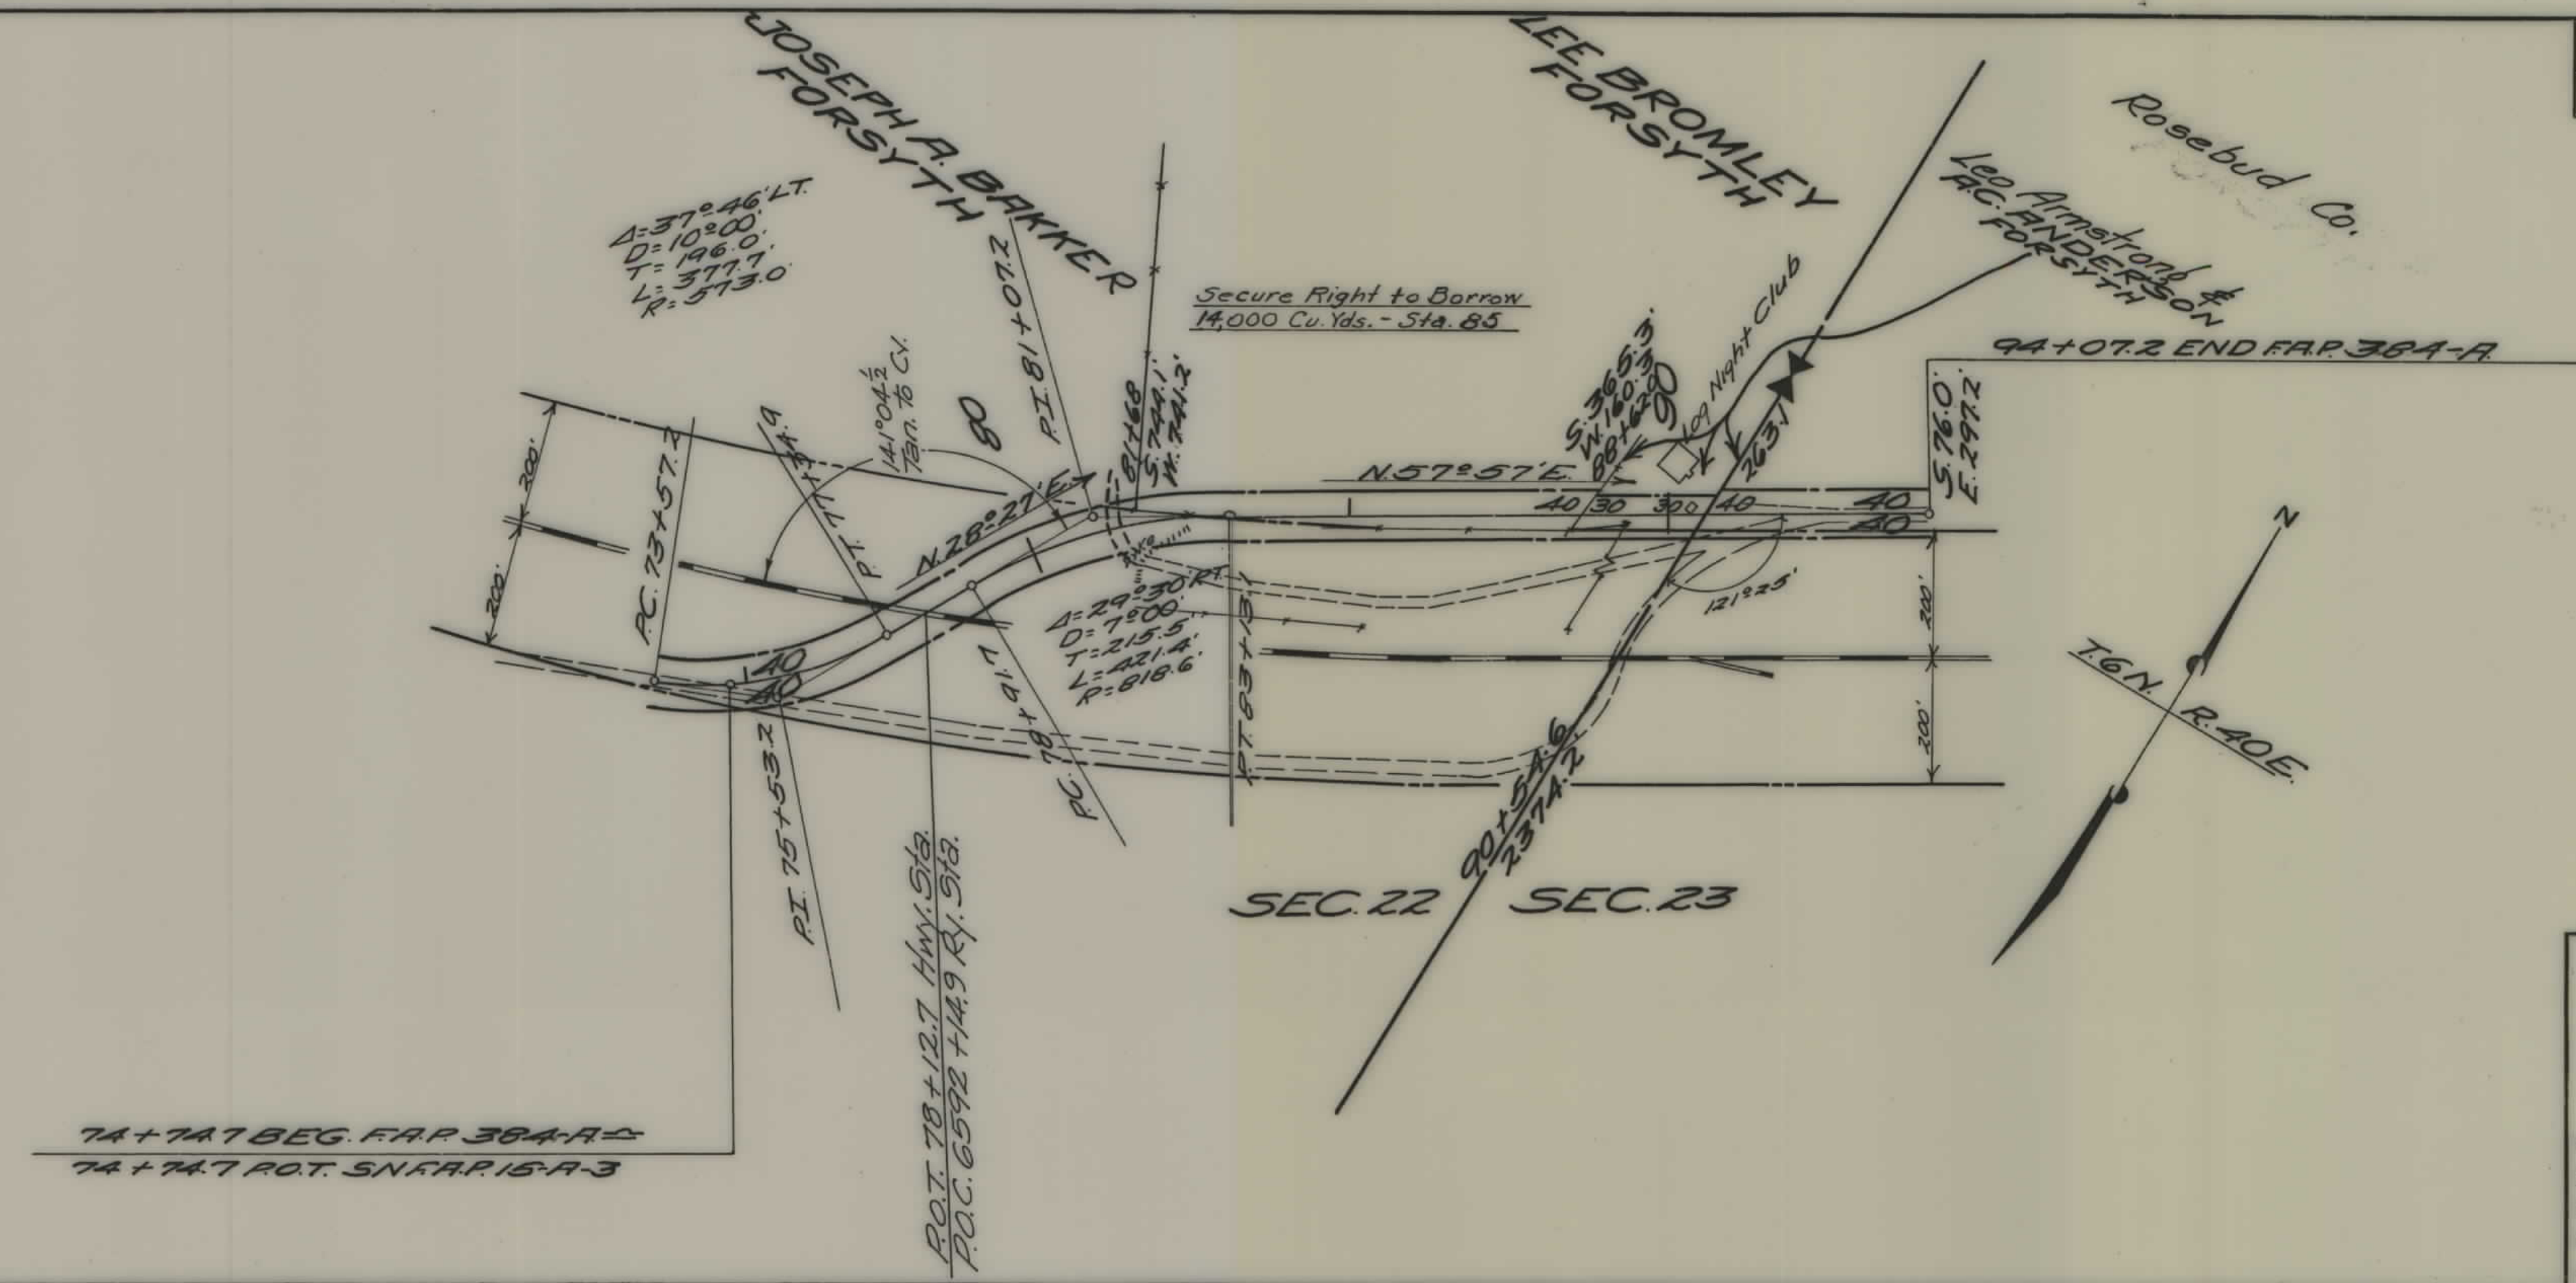 JOSEPH A. BAKKER
FORSYTH
LEE BROMLEY
FORSYTH
Rosebud Co.
Leo Armstrong &
A.C. ANDERSON
FORSYTH
Δ=37°-46' LT.
D=10°00'
T=196.0'
L=377.7'
R=573.0'
Secure Right to Borrow
14,000 Cu. Yds. - Sta. 85
94+07.2 END F.A.P. 384-A
S. 76.0'
E. 297.2'
P.I. 81+07.2
81+68
S. 744.1'
W. 741.2'
80
141°04½
Tan. to Cv.
S. 365.3'
W. 160.3'
88+62.0
90
Log Night Club
263.1
N. 57°57' E.
40
30
300
40
40
40
200'
200'
P.C. 73+57.2
P.T. 77+34.9
N. 28°27' E.
40
40
Δ=29°30' RT.
D=7°00'
T=215.5'
L=421.4'
R=818.6'
P.C. 78+91.7
P.T. 83+13.1
121°25'
200'
200'
P.I. 75+53.2
90+54.6
2374.2
SEC. 22
SEC. 23
N
T.6N.
R.40E.
P.O.T. 78+12.7 Hwy. Sta.
P.O.C. 6592+14.9 Ry. Sta.
74+74.7 BEG. F.A.P. 384-A=
74+74.7 P.O.T. SNFAP. 15-A-3